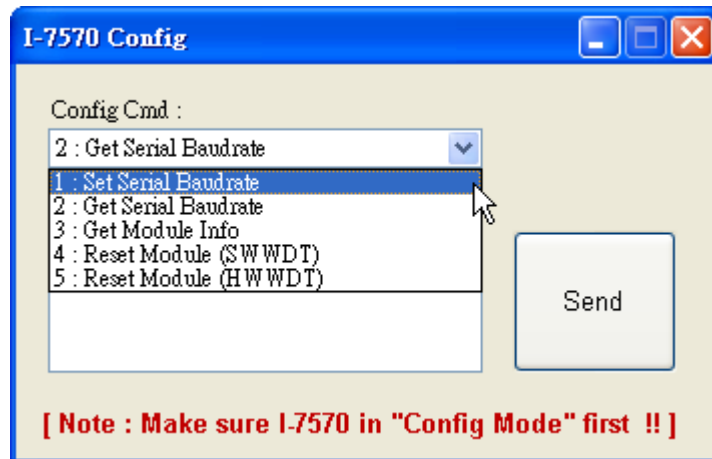 I-7570 Config
Config Cmd :
2 : Get Serial Baudrate
1 : Set Serial Baudrate
2 : Get Serial Baudrate
3 : Get Module Info
4 : Reset Module (SWWDT)
5 : Reset Module (HWWDT)
Send
[ Note : Make sure I-7570 in "Config Mode" first !! ]